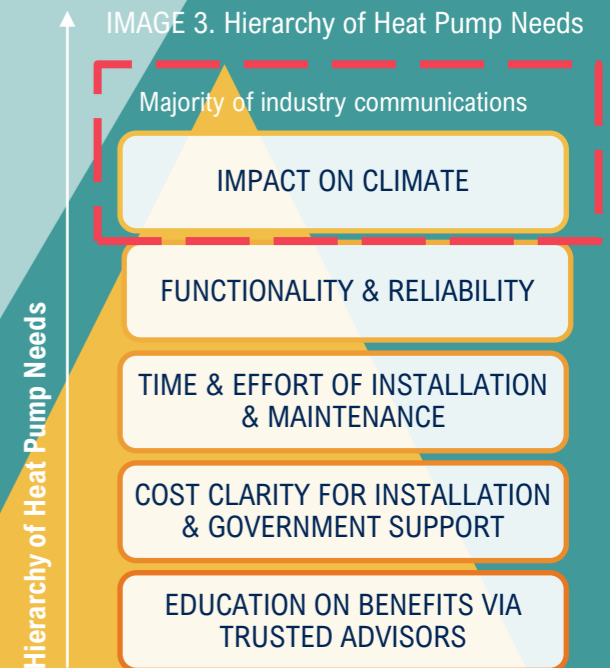 IMAGE 3. Hierarchy of Heat Pump Needs
Majority of industry communications
IMPACT ON CLIMATE
FUNCTIONALITY & RELIABILITY
TIME & EFFORT OF INSTALLATION
& MAINTENANCE
COST CLARITY FOR INSTALLATION
& GOVERNMENT SUPPORT
EDUCATION ON BENEFITS VIA
TRUSTED ADVISORS
Hierarchy of Heat Pump Needs